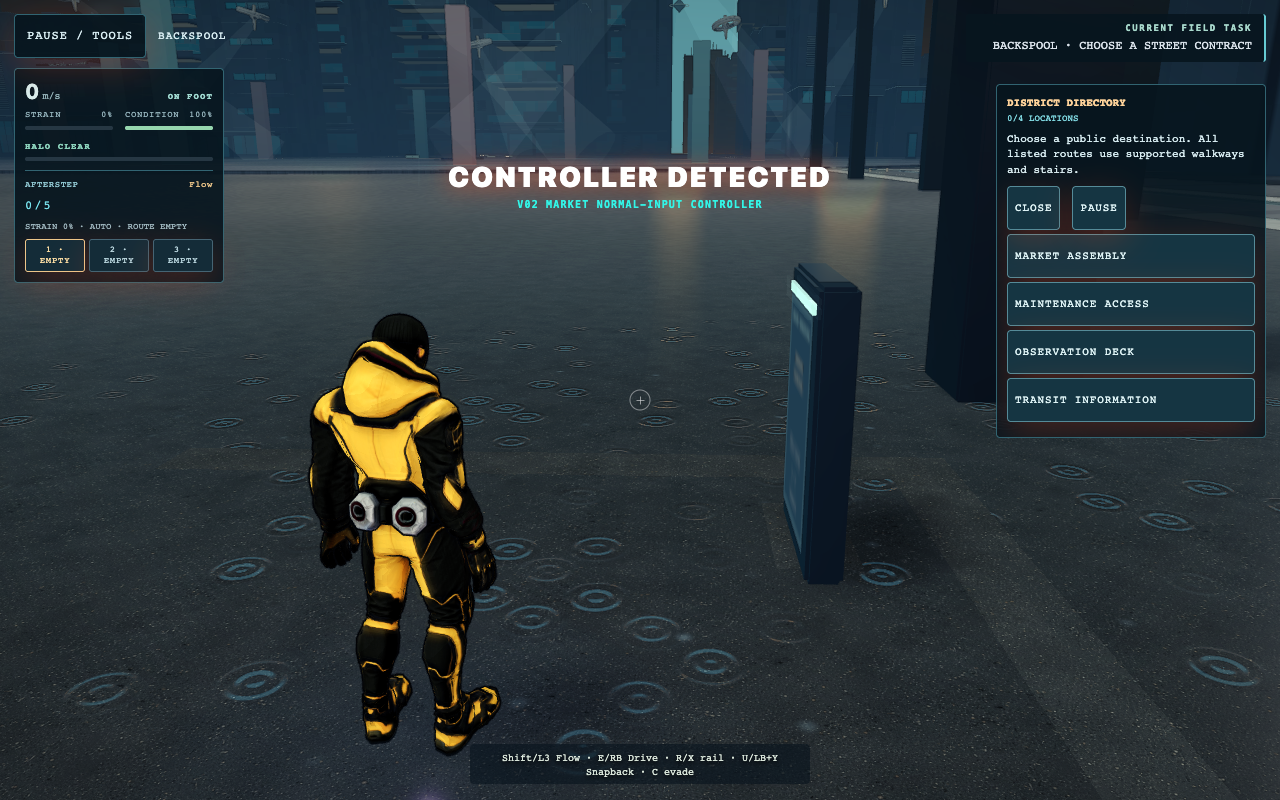 PAUSE / TOOLS
BACKSPOOL
0 m/s
ON FOOT
STRAIN 0%
CONDITION 100%
HALO CLEAR
AFTERSTEP
Flow
0 / 5
STRAIN 0% · AUTO · ROUTE EMPTY
1 · EMPTY
2 · EMPTY
3 · EMPTY
CONTROLLER DETECTED
V02 MARKET NORMAL-INPUT CONTROLLER
CURRENT FIELD TASK
BACKSPOOL · CHOOSE A STREET CONTRACT
DISTRICT DIRECTORY
0/4 LOCATIONS
Choose a public destination. All
listed routes use supported walkways
and stairs.
CLOSE
PAUSE
MARKET ASSEMBLY
MAINTENANCE ACCESS
OBSERVATION DECK
TRANSIT INFORMATION
Shift/L3 Flow · E/RB Drive · R/X rail · U/LB+Y
Snapback · C evade